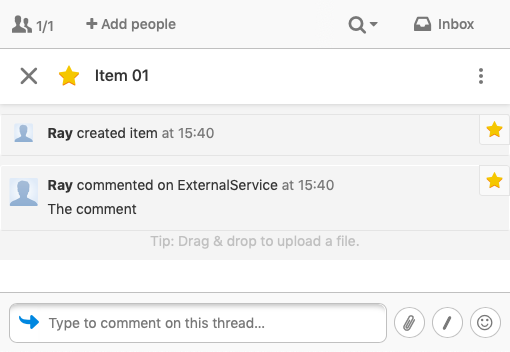 1/1
+ Add people
Inbox
Item 01
Ray created item at 15:40
Ray commented on ExternalService at 15:40
The comment
Tip: Drag & drop to upload a file.
Type to comment on this thread...